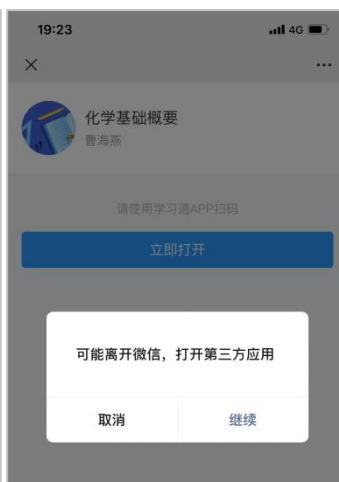 19:23
4G
化学基础概要
曹海燕
请使用学习通APP扫码
立即打开
可能离开微信，打开第三方应用
取消
继续